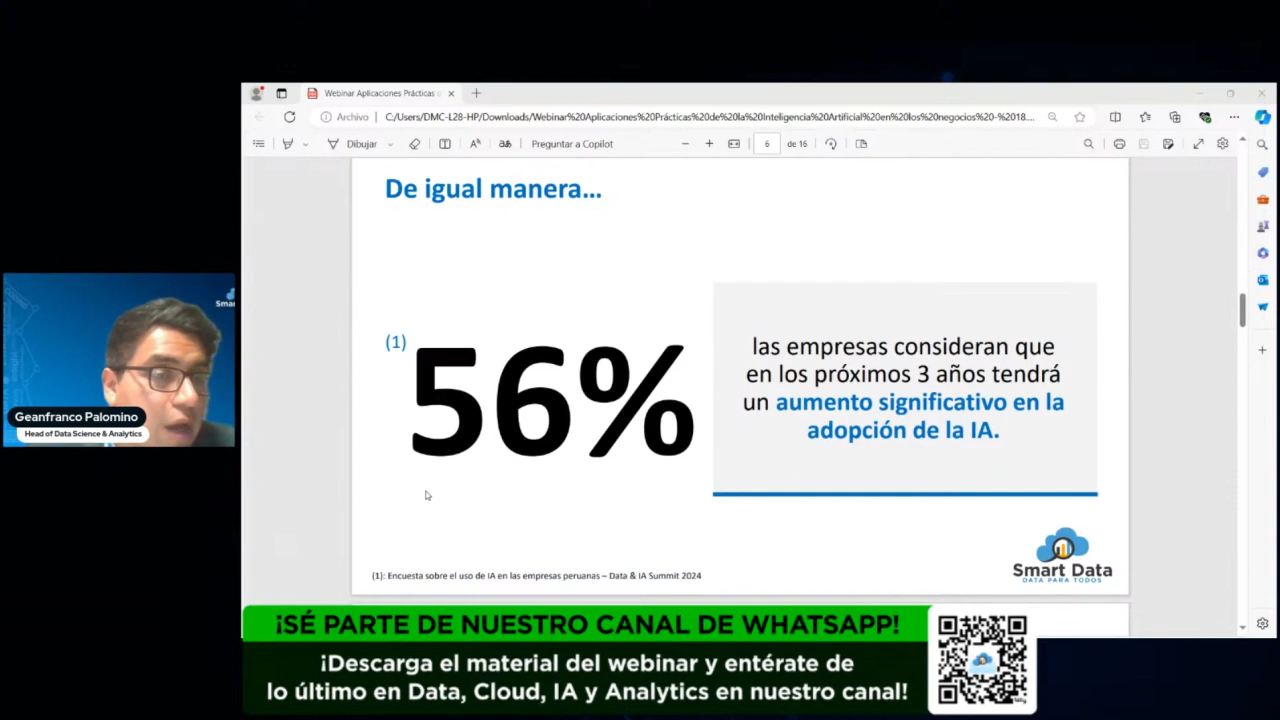 Webinar Aplicaciones Prácticas d
Archivo
C:/Users/DMC-L28-HP/Downloads/Webinar%20Aplicaciones%20Prácticas%20de%20la%20Inteligencia%20Artificial%20en%20los%20negocios%20-%2018....
Dibujar
Preguntar a Copilot
6
de 16
De igual manera...
(1)
56%
las empresas consideran que
en los próximos 3 años tendrá
un aumento significativo en la
adopción de la IA.
Smart Data
DATA PARA TODOS
(1): Encuesta sobre el uso de IA en las empresas peruanas – Data & IA Summit 2024
Smar
Geanfranco Palomino
Head of Data Science & Analytics
¡SÉ PARTE DE NUESTRO CANAL DE WHATSAPP!
¡Descarga el material del webinar y entérate de
lo último en Data, Cloud, IA y Analytics en nuestro canal!